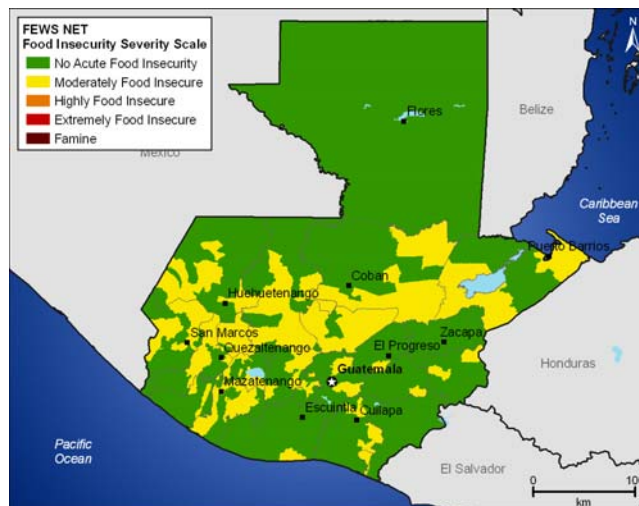 FEWS NET
Food Insecurity Severity Scale
No Acute Food Insecurity
Moderately Food Insecure
Highly Food Insecure
Extremely Food Insecure
Famine
N
Mexico
Flores
Belize
Caribbean
Sea
Puerto Barrios
Coban
Huehuetenango
San Marcos
Zacapa
Cuezaltenango
El Progreso
Honduras
Guatemala
Mazatenango
Escuintla
Cuilapa
Pacific
Ocean
El Salvador
0
100
km